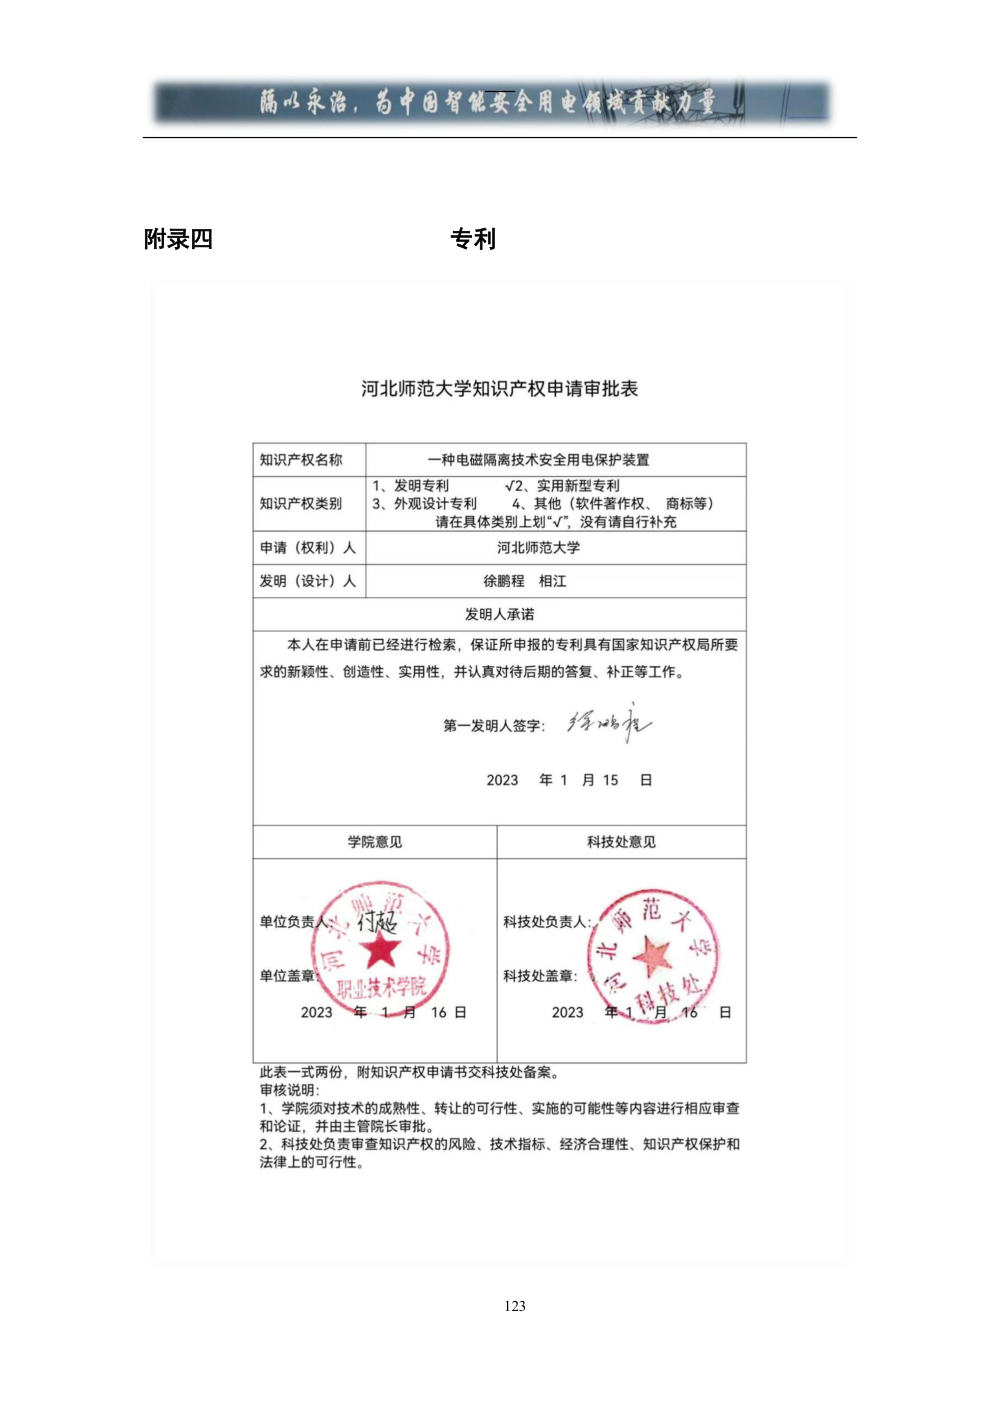 隔以永治，为中国智能安全用电领域贡献力量
附录四 专利
河北师范大学知识产权申请审批表
知识产权名称 一种电磁隔离技术安全用电保护装置
知识产权类别 1、发明专利 √2、实用新型专利
3、外观设计专利 4、其他（软件著作权、 商标等）
请在具体类别上划“√”，没有请自行补充
申请（权利）人 河北师范大学
发明（设计）人 徐鹏程 相江
发明人承诺
本人在申请前已经进行检索，保证所申报的专利具有国家知识产权局所要
求的新颖性、创造性、实用性，并认真对待后期的答复、补正等工作。
第一发明人签字： 徐鹏程
2023 年 1 月 15 日
学院意见 科技处意见
单位负责人： 付超
单位盖章：
河北师范大学
职业技术学院
2023 年 1 月 16 日
科技处负责人：
科技处盖章：
河北师范大学
科技处
2023 年 1 月 16 日
此表一式两份，附知识产权申请书交科技处备案。
审核说明：
1、学院须对技术的成熟性、转让的可行性、实施的可能性等内容进行相应审查
和论证，并由主管院长审批。
2、科技处负责审查知识产权的风险、技术指标、经济合理性、知识产权保护和
法律上的可行性。
123